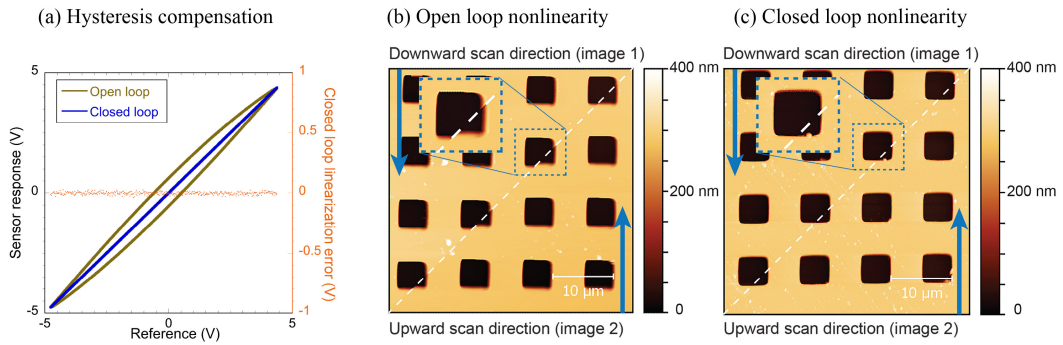 (a) Hysteresis compensation
5
Open loop
Closed loop
0
-5
-5
0
5
1
0.5
0
-0.5
-1
Sensor response (V)
Reference (V)
Closed loop linearization error (V)
(b) Open loop nonlinearity
Downward scan direction (image 1)
400 nm
200 nm
0
10 μm
Upward scan direction (image 2)
(c) Closed loop nonlinearity
Downward scan direction (image 1)
400 nm
200 nm
0
10 μm
Upward scan direction (image 2)